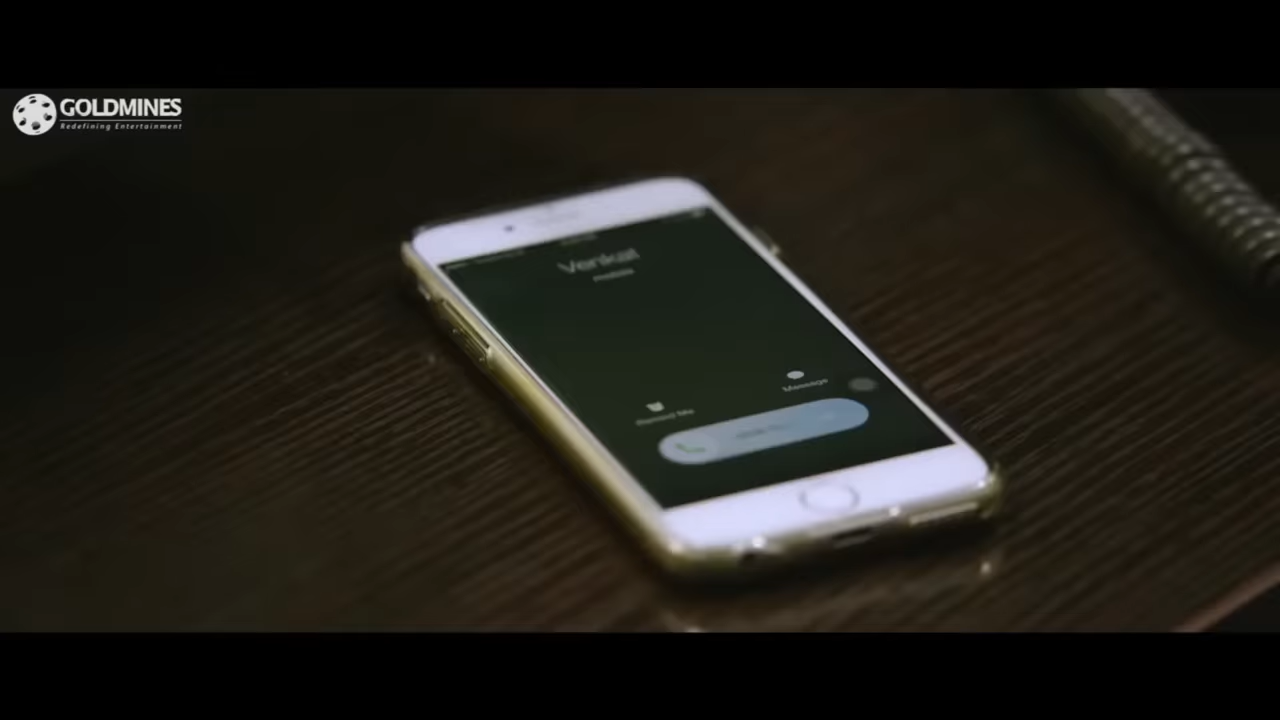 GOLDMINES
Redefining Entertainment
Venkat
mobile
Message
Remind Me